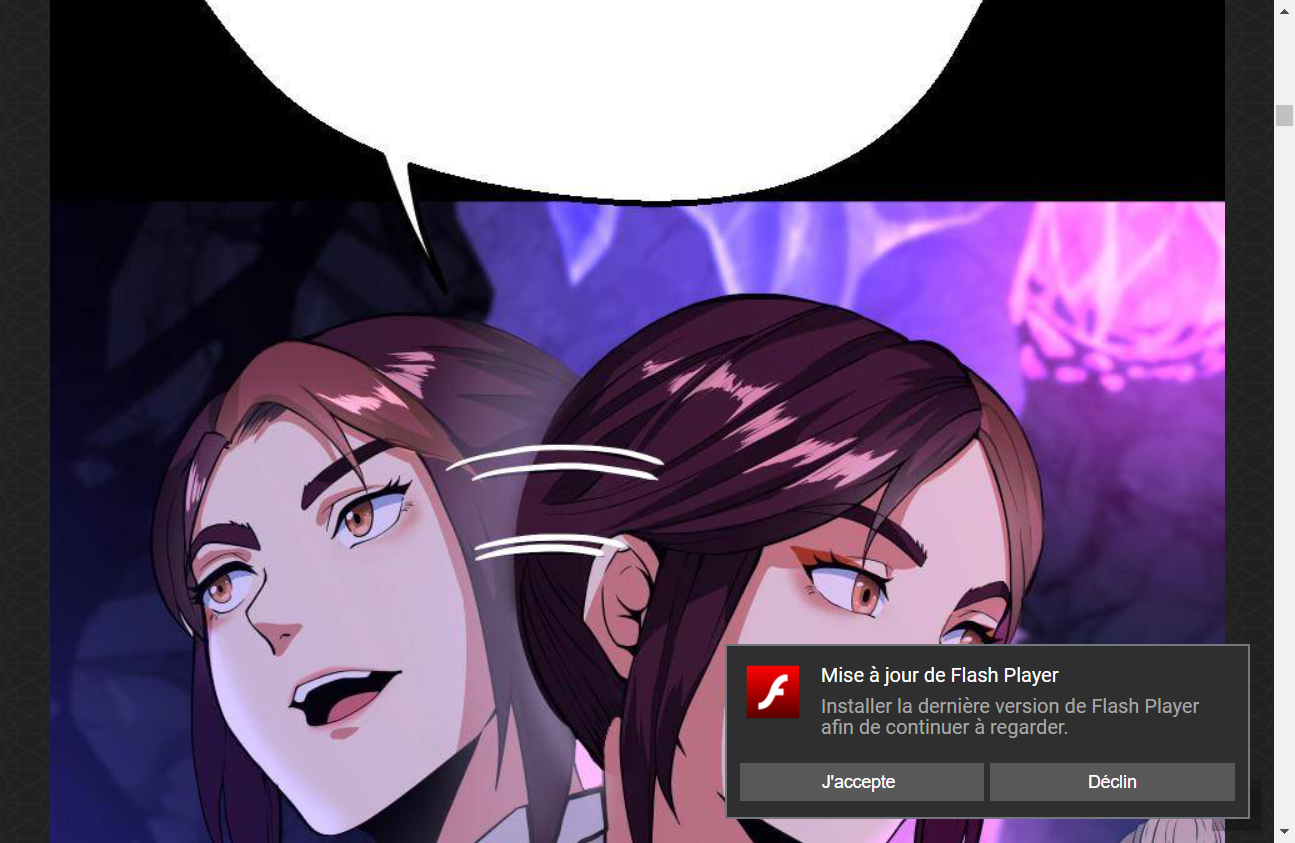 Mise à jour de Flash Player
Installer la dernière version de Flash Player
afin de continuer à regarder.
J'accepte
Déclin